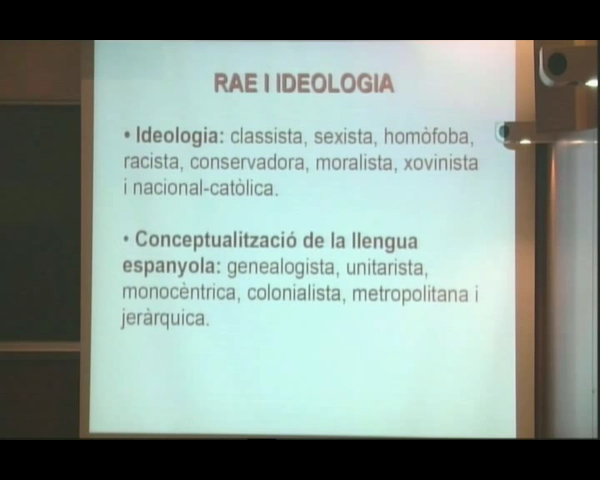 RAE I IDEOLOGIA
• Ideologia: classista, sexista, homòfoba,
racista, conservadora, moralista, xovinista
i nacional-catòlica.
• Conceptualització de la llengua
espanyola: genealogista, unitarista,
monocèntrica, colonialista, metropolitana i
jeràrquica.